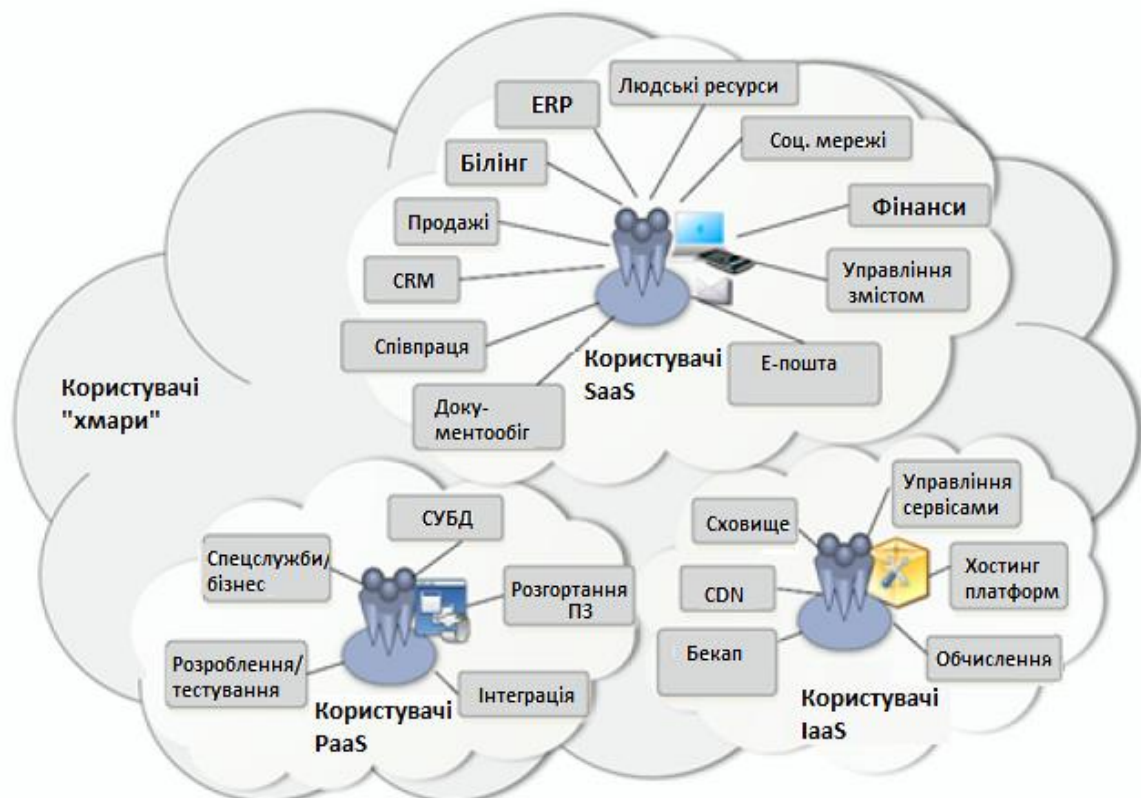 Людські ресурси
ERP
Соц. мережі
Білінг
Фінанси
Продажі
CRM
Управління
змістом
Співпраця
Е-пошта
Користувачі
SaaS
Доку-
ментообіг
Користувачі
"хмари"
СУБД
Спецслужби/
бізнес
Розгортання
ПЗ
Розроблення/
тестування
Інтеграція
Користувачі
PaaS
Управління
сервісами
Сховище
Хостинг
платформ
CDN
Бекап
Обчислення
Користувачі
IaaS